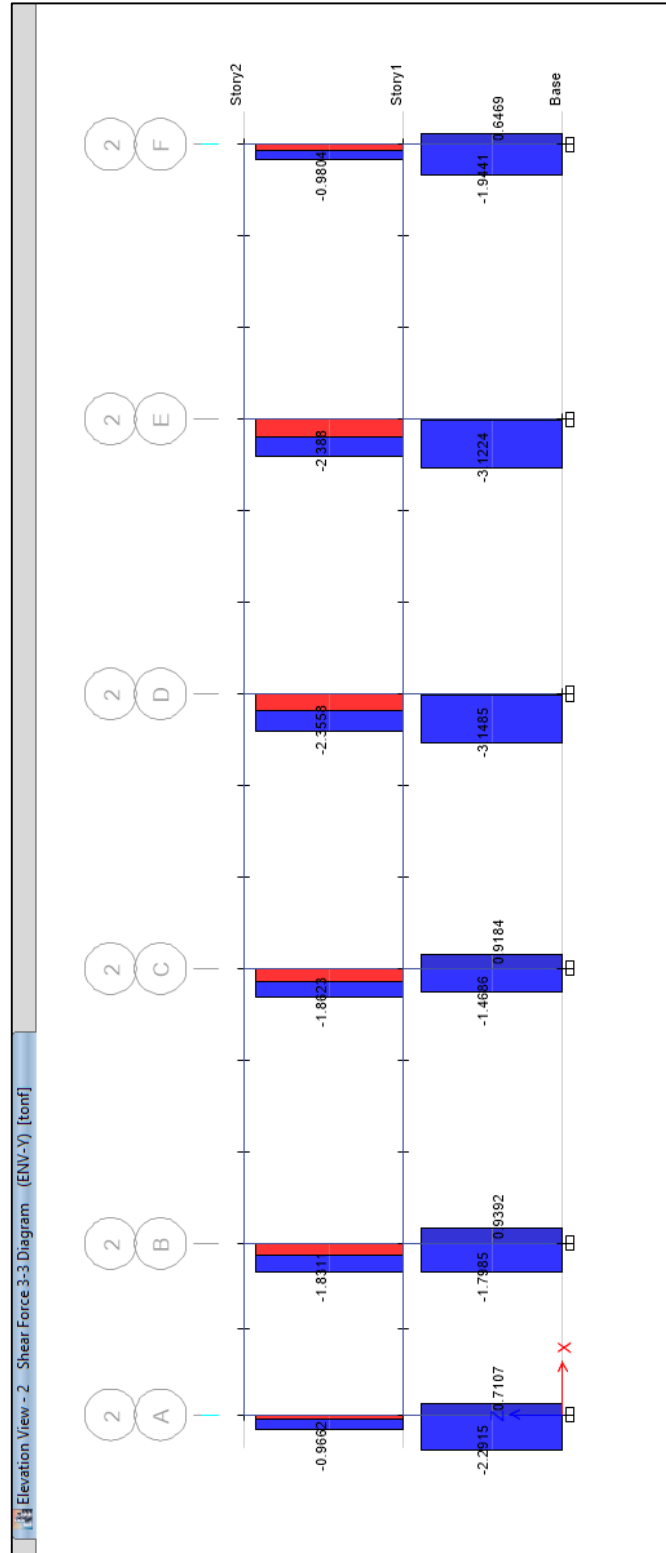 Elevation View - 2 Shear Force 3-3 Diagram (ENV-Y) [tonf]
2 2 2 2 2 2
A B C D E F
Story2
-0.9662 -1.8311 -1.8623 -2.3558 -2.388 -0.9804
Story1
-2.2915 0.7107 -1.7985 0.9392 -1.4686 0.9184 -3.1485 -3.1224 -1.9441 0.6469
Z
X
Base